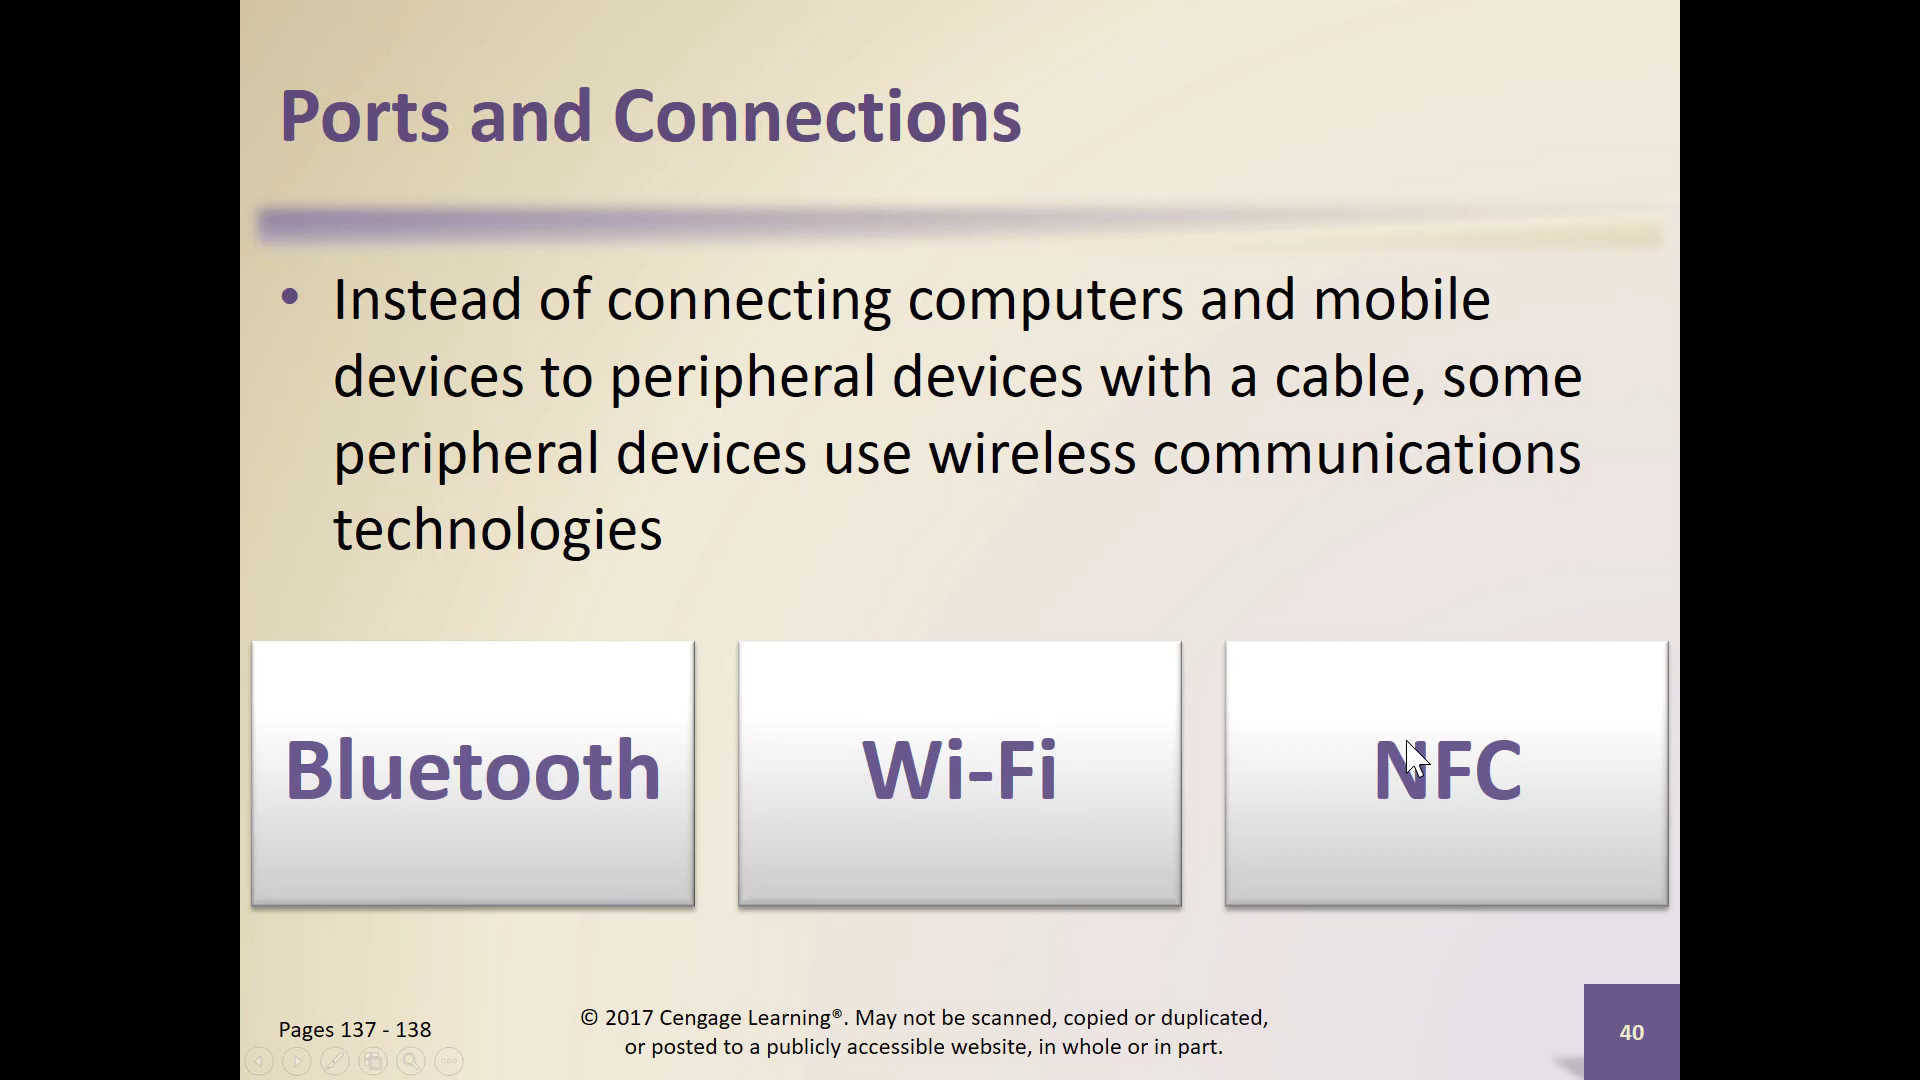 Ports and Connections
• Instead of connecting computers and mobile
devices to peripheral devices with a cable, some
peripheral devices use wireless communications
technologies
Bluetooth
Wi-Fi
NFC
Pages 137 - 138
© 2017 Cengage Learning®. May not be scanned, copied or duplicated,
or posted to a publicly accessible website, in whole or in part.
40